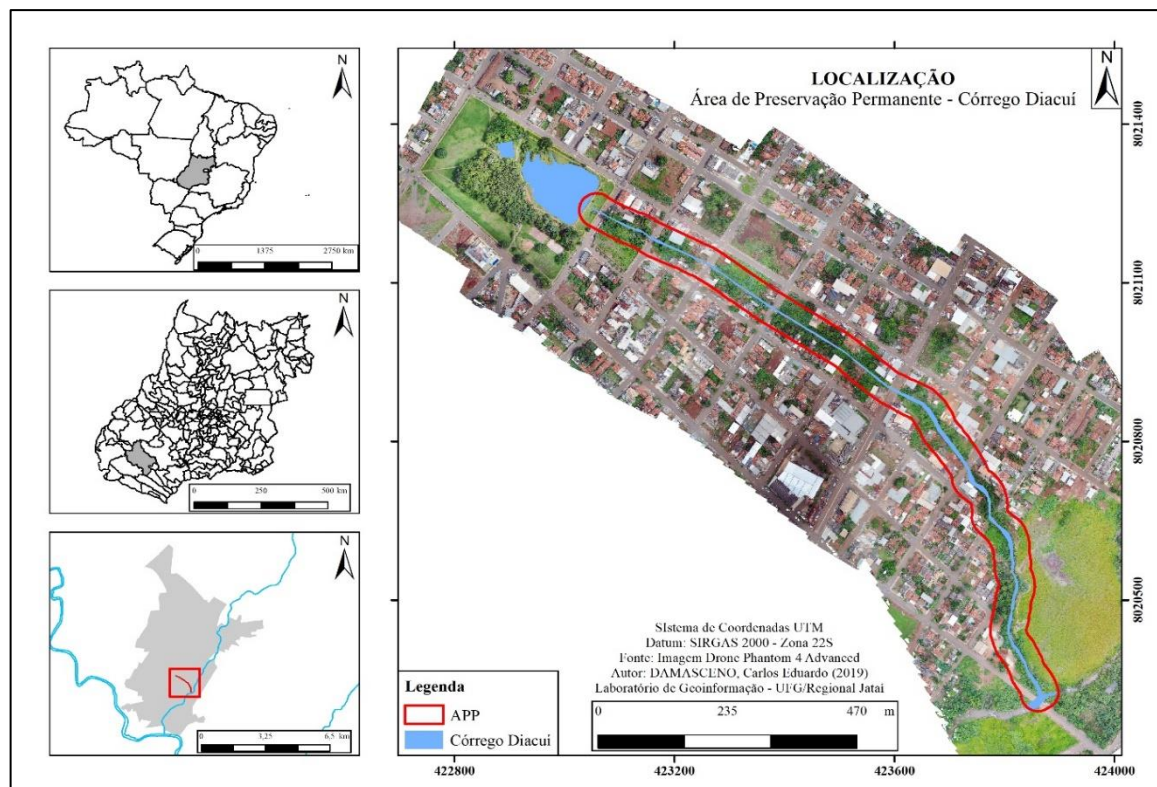 N
0 1375 2750 km
N
0 250 500 km
N
0 3,25 6,5 km
LOCALIZAÇÃO
Área de Preservação Permanente - Córrego Diacuí
N
8021400
8021100
8020800
8020500
SIstema de Coordenadas UTM
Datum: SIRGAS 2000 - Zona 22S
Fonte: Imagem Drone Phantom 4 Advanced
Autor: DAMASCENO, Carlos Eduardo (2019)
Laboratório de Geoinformação - UFG/Regional Jataí
0 235 470 m
Legenda
APP
Córrego Diacuí
422800 423200 423600 424000